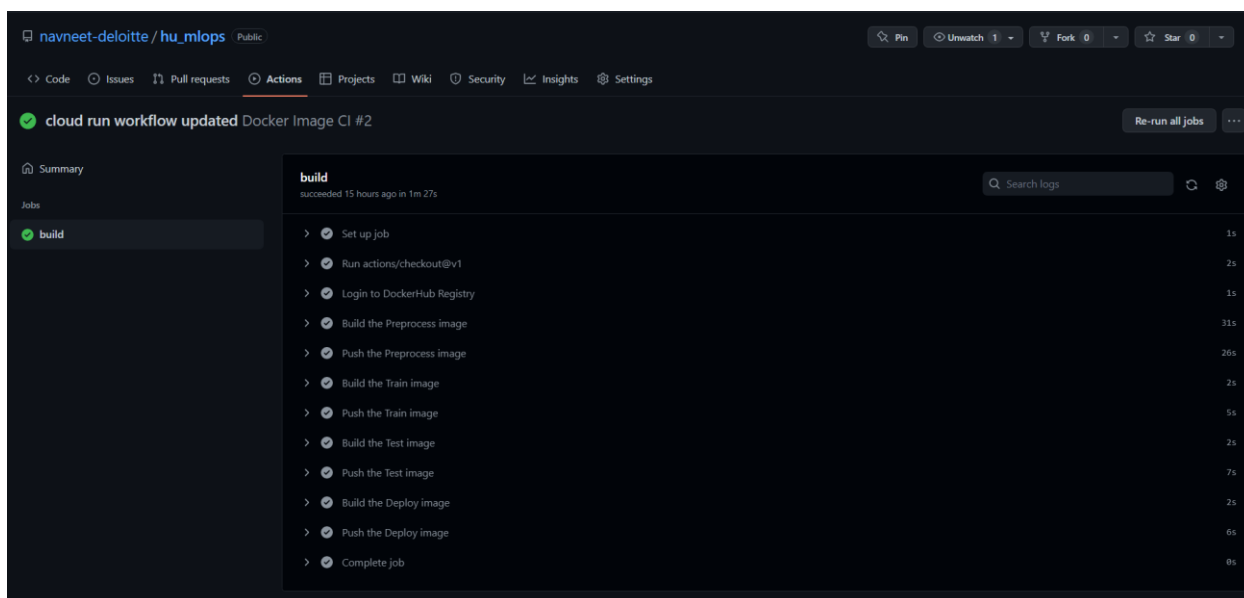 navneet-deloitte / hu_mlops Public
Pin Unwatch 1 Fork 0 Star 0
Code Issues Pull requests Actions Projects Wiki Security Insights Settings
cloud run workflow updated Docker Image CI #2
Re-run all jobs ...
Summary
Jobs
build
build
succeeded 15 hours ago in 1m 27s
Search logs
Set up job 1s
Run actions/checkout@v1 2s
Login to DockerHub Registry 1s
Build the Preprocess image 31s
Push the Preprocess image 26s
Build the Train image 2s
Push the Train image 5s
Build the Test image 2s
Push the Test image 7s
Build the Deploy image 2s
Push the Deploy image 6s
Complete job 0s